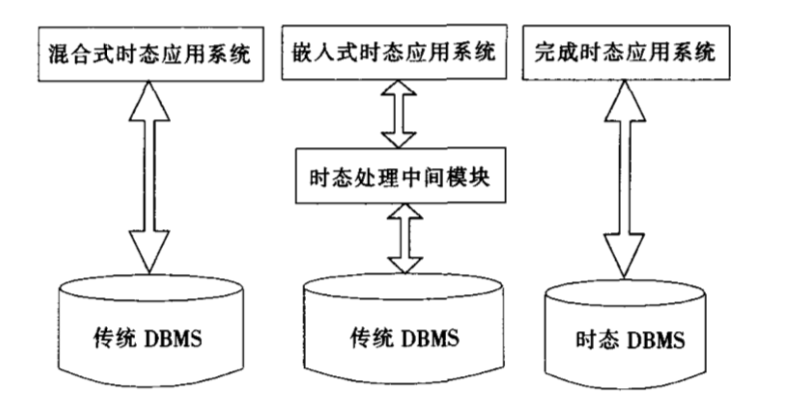 混合式时态应用系统
嵌入式时态应用系统
完成时态应用系统
时态处理中间模块
传统 DBMS
传统 DBMS
时态 DBMS